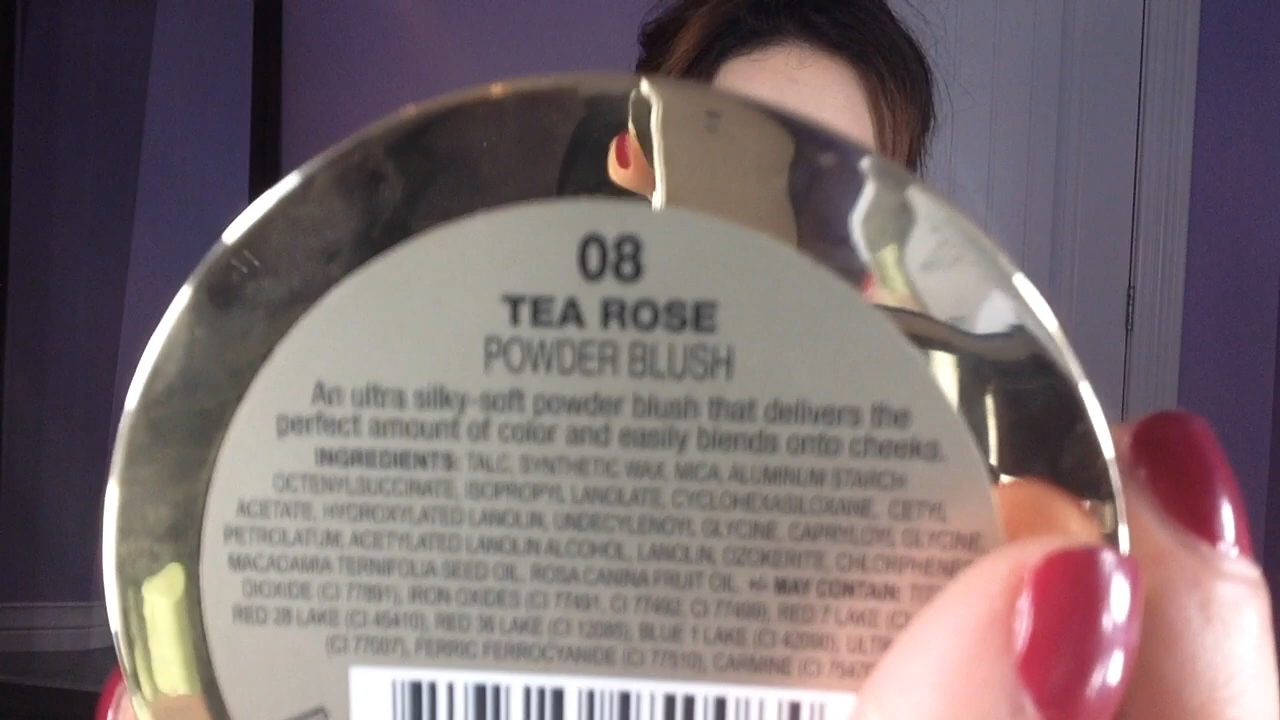 08
TEA ROSE
POWDER BLUSH
An ultra silky-soft powder blush that delivers the
perfect amount of color and easily blends onto cheeks.
INGREDIENTS: TALC, SYNTHETIC WAX, MICA, ALUMINUM STARCH
OCTENYLSUCCINATE, ISOPROPYL LANOLATE, CYCLOHEXASILOXANE, CETYL
ACETATE, HYDROXYLATED LANOLIN, UNDECYLENOYL GLYCINE, CAPRYLOYL GLYCINE,
PETROLATUM, ACETYLATED LANOLIN ALCOHOL, LANOLIN, OZOKERITE,
MACADAMIA TERNIFOLIA SEED OIL, ROSA CANINA FRUIT OIL, +/- MAY CONTAIN:
DIOXIDE (CI 77891), IRON OXIDES (CI 77491, CI 77492, CI 77499), RED 7 LAKE
RED 28 LAKE (CI 45410), RED 36 LAKE (CI 12085), BLUE 1 LAKE (CI 42090),
(CI 77007), FERRIC FERROCYANIDE (CI 77510), CARMINE